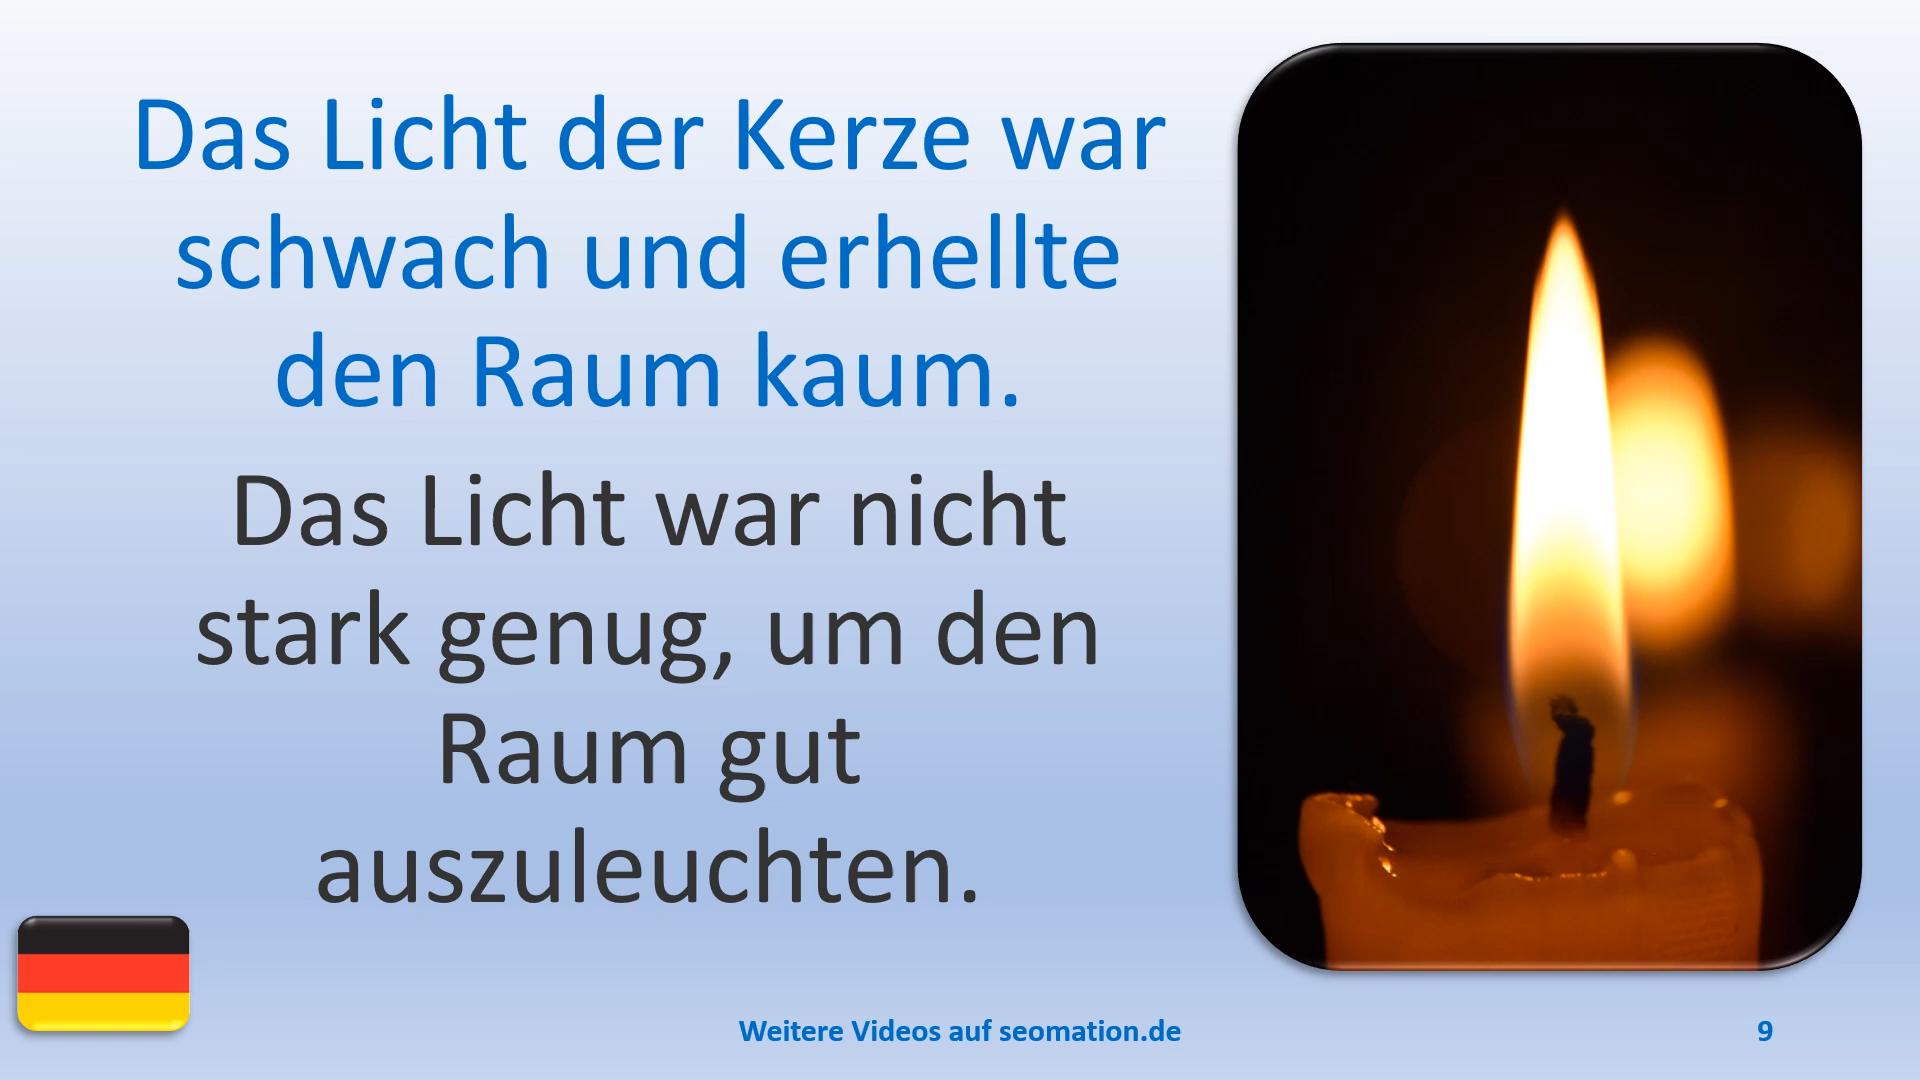 Das Licht der Kerze war
schwach und erhellte
den Raum kaum.
Das Licht war nicht
stark genug, um den
Raum gut
auszuleuchten.
Weitere Videos auf seomation.de
9